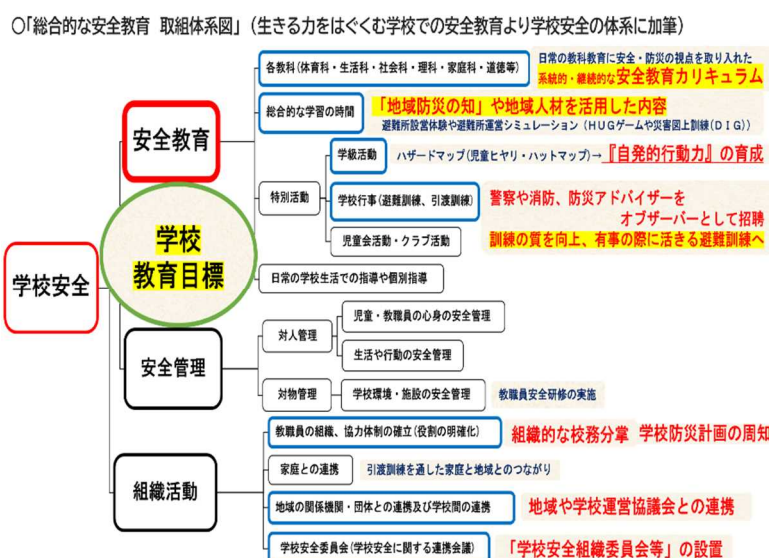 〇「総合的な安全教育 取組体系図」（生きる力をはぐくむ学校での安全教育より学校安全の体系に加筆）
各教科(体育科・生活科・社会科・理科・家庭科・道徳等)
日常の教科教育に安全・防災の視点を取り入れた
系統的・継続的な安全教育カリキュラム
総合的な学習の時間
「地域防災の知」や地域人材を活用した内容
避難所設営体験や避難所運営シミュレーション（HUGゲームや災害図上訓練(DIG)）
安全教育
学級活動
ハザードマップ(児童ヒヤリ・ハットマップ)→『自発的行動力』の育成
特別活動
学校行事(避難訓練、引渡訓練)
警察や消防、防災アドバイザーを
オブザーバーとして招聘
訓練の質を向上、有事の際に活きる避難訓練へ
児童会活動・クラブ活動
学校
教育目標
日常の学校生活での指導や個別指導
学校安全
安全管理
対人管理
児童・教職員の心身の安全管理
生活や行動の安全管理
対物管理
学校環境・施設の安全管理
教職員安全研修の実施
組織活動
教職員の組織、協力体制の確立(役割の明確化)
組織的な校務分掌 学校防災計画の周知
家庭との連携
引渡訓練を通した家庭と地域とのつながり
地域の関係機関・団体との連携及び学校間の連携
地域や学校運営協議会との連携
学校安全委員会(学校安全に関する連携会議)
「学校安全組織委員会等」の設置